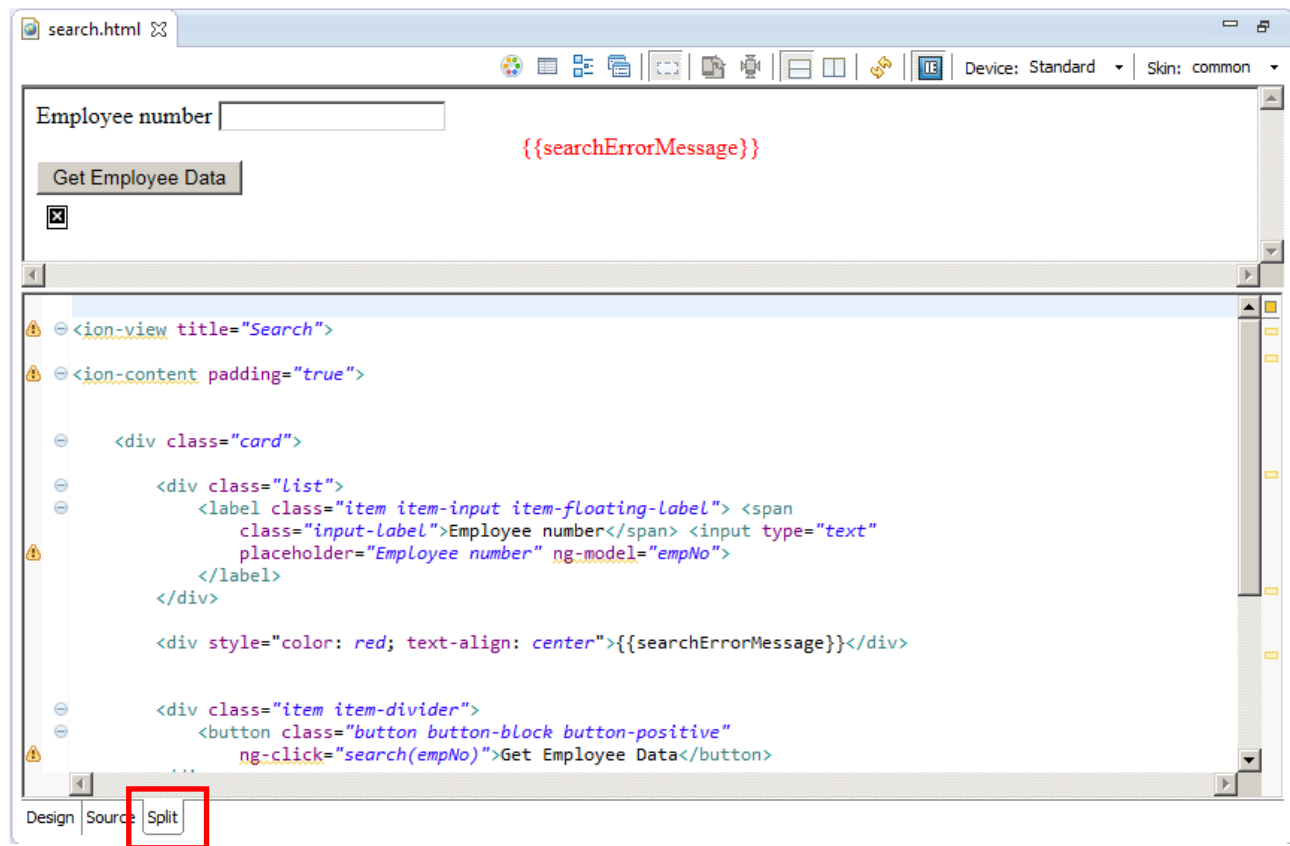 search.html
Device: Standard Skin: common
Employee number
{{searchErrorMessage}}
Get Employee Data
<ion-view title="Search">
<ion-content padding="true">
<div class="card">
<div class="list">
<label class="item item-input item-floating-label"> <span
class="input-label">Employee number</span> <input type="text"
placeholder="Employee number" ng-model="empNo">
</label>
</div>
<div style="color: red; text-align: center">{{searchErrorMessage}}</div>
<div class="item item-divider">
<button class="button button-block button-positive"
ng-click="search(empNo)">Get Employee Data</button>
Design Source Split